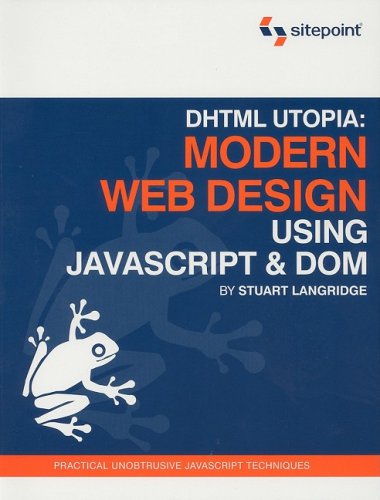 sitepoint
DHTML UTOPIA:
MODERN
WEB DESIGN
USING
JAVASCRIPT & DOM
BY STUART LANGRIDGE
PRACTICAL UNOBTRUSIVE JAVASCRIPT TECHNIQUES